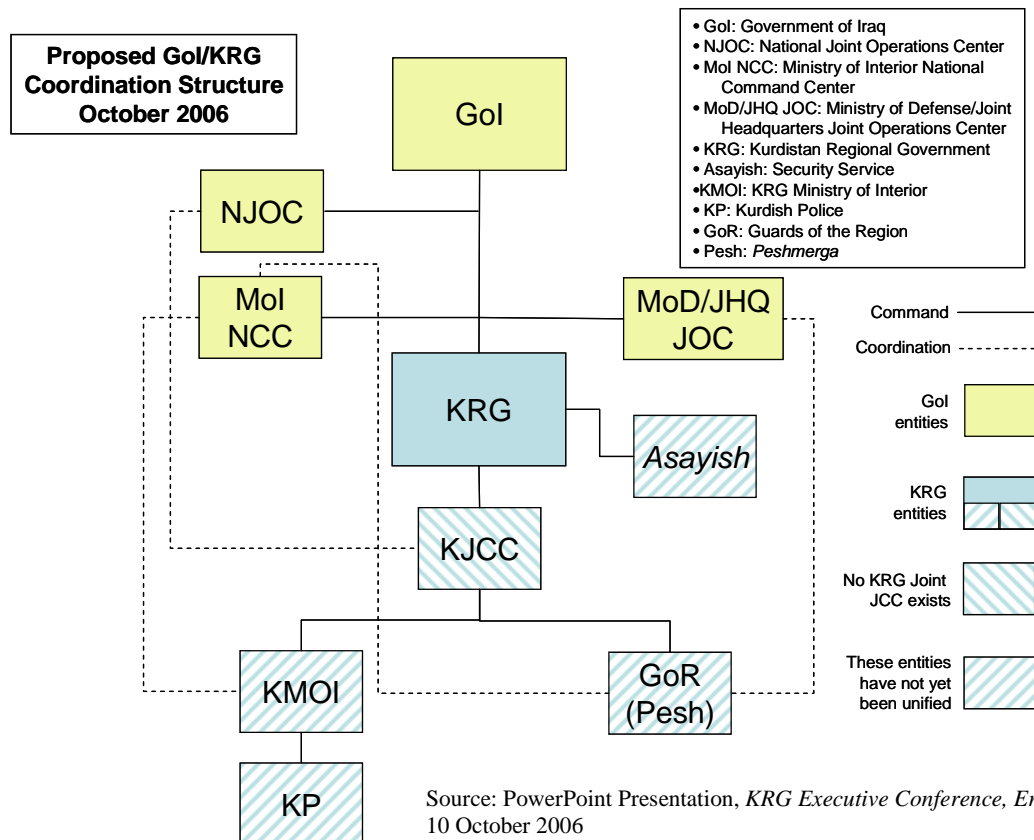 Proposed GoI/KRG
Coordination Structure
October 2006
• GoI: Government of Iraq
• NJOC: National Joint Operations Center
• MoI NCC: Ministry of Interior National
Command Center
• MoD/JHQ JOC: Ministry of Defense/Joint
Headquarters Joint Operations Center
• KRG: Kurdistan Regional Government
• Asayish: Security Service
• KMOI: KRG Ministry of Interior
• KP: Kurdish Police
• GoR: Guards of the Region
• Pesh: Peshmerga
GoI
NJOC
MoI
NCC
MoD/JHQ
JOC
Command
Coordination
KRG
GoI
entities
Asayish
KRG
entities
KJCC
No KRG Joint
JCC exists
KMOI
GoR
(Pesh)
These entities
have not yet
been unified
KP
Source: PowerPoint Presentation, KRG Executive Conference,
10 October 2006